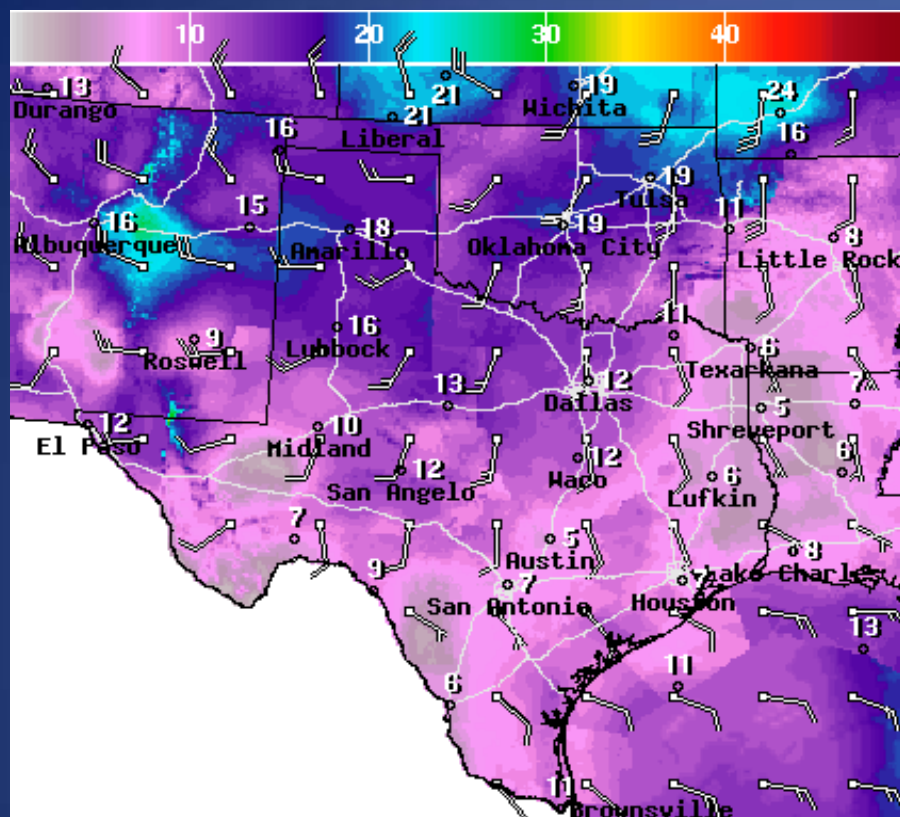 10 20 30 40
13 21 19 24
Durango Wichita
21
Liberal
16 16
19
Tulsa
16 15 18 19 11 8
Albuquerque Amarillo Oklahoma City Little Rock
9 16 11 6
Roswell Lubbock Texarkana
12
13 Dallas 5 7
12 10 Shreveport
El Paso Midland 12 12 6 6
San Angelo Waco Lufkin
7 5 8
Austin
9 7 7 Lake Charles
San Antonio Houston
13
6 11
11
Brownsville